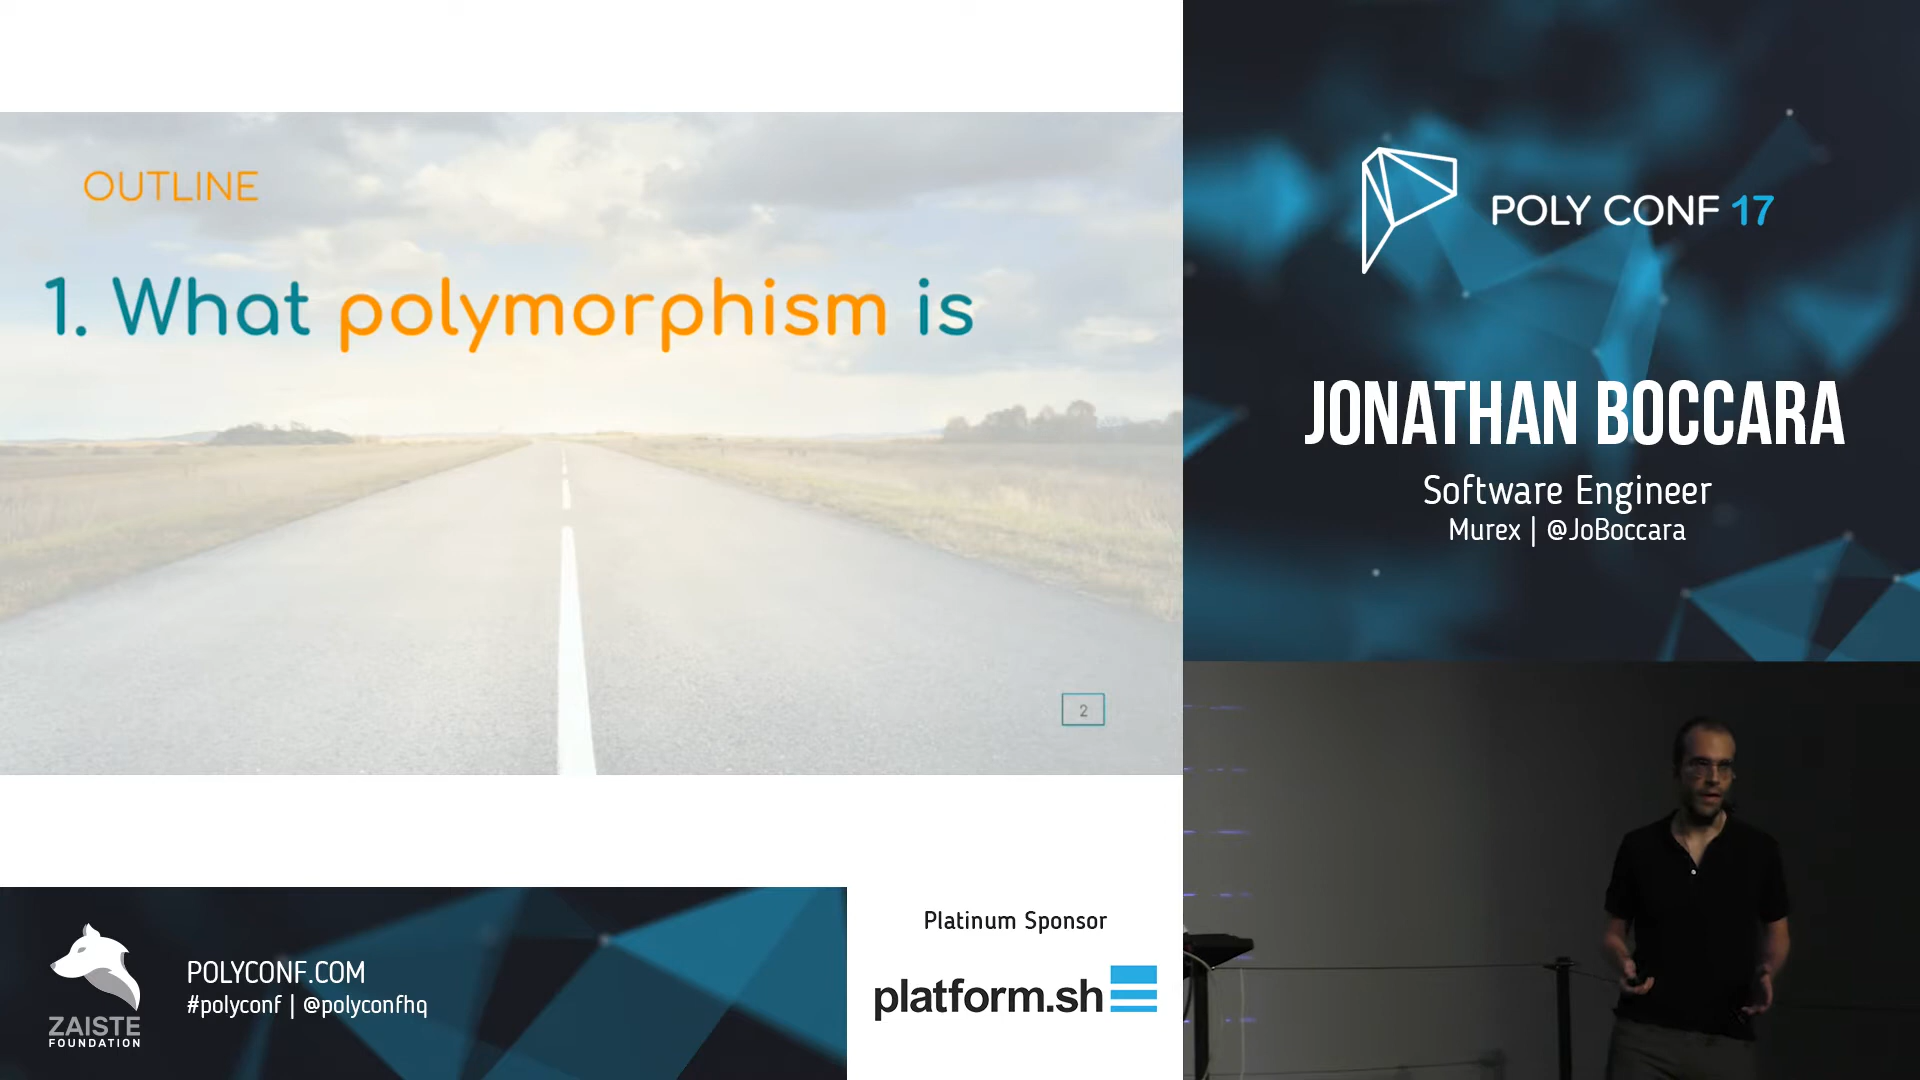 OUTLINE
1. What polymorphism is
2
POLY CONF 17
JONATHAN BOCCARA
Software Engineer
Murex | @JoBoccara
ZAISTE
FOUNDATION
POLYCONF.COM
#polyconf | @polyconfhq
Platinum Sponsor
platform.sh